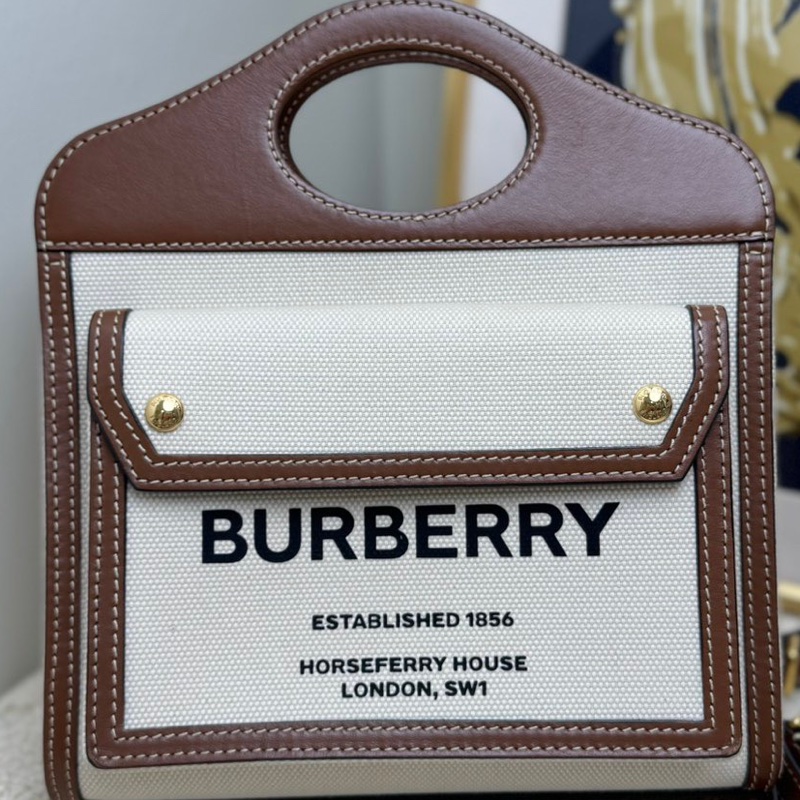 BURBERRY
ESTABLISHED 1856
HORSEFERRY HOUSE
LONDON, SW1